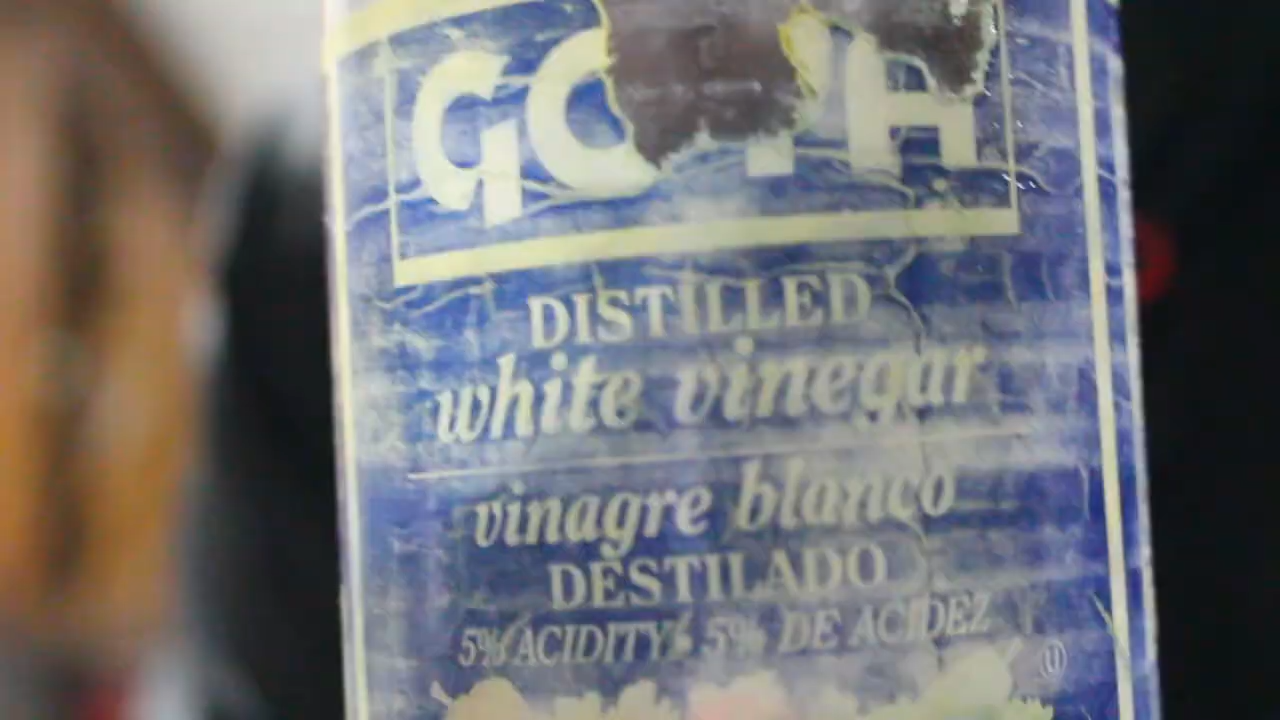 DISTILLED
white vinegar
vinagre blanco
DESTILADO
5% ACIDITY • 5% DE ACIDEZ
U